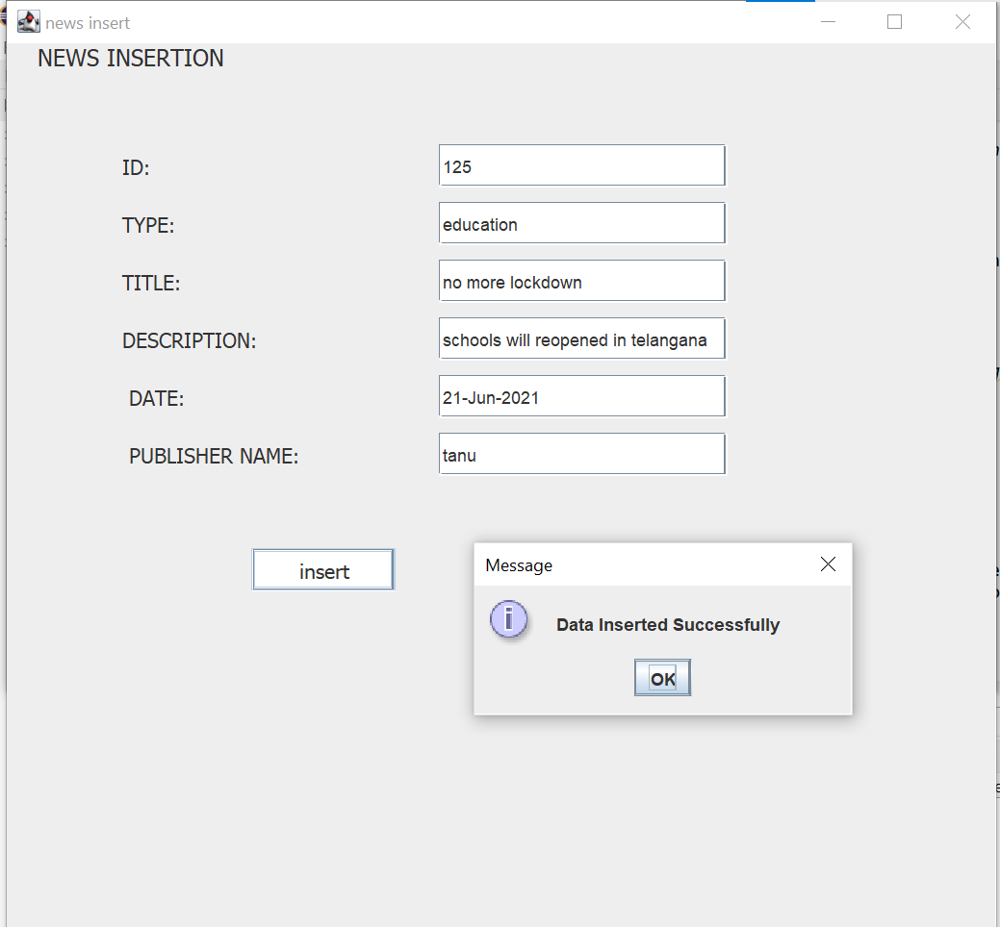 news insert
NEWS INSERTION
ID: 125
TYPE: education
TITLE: no more lockdown
DESCRIPTION: schools will reopened in telangana
DATE: 21-Jun-2021
PUBLISHER NAME: tanu
insert
Message
Data Inserted Successfully
OK